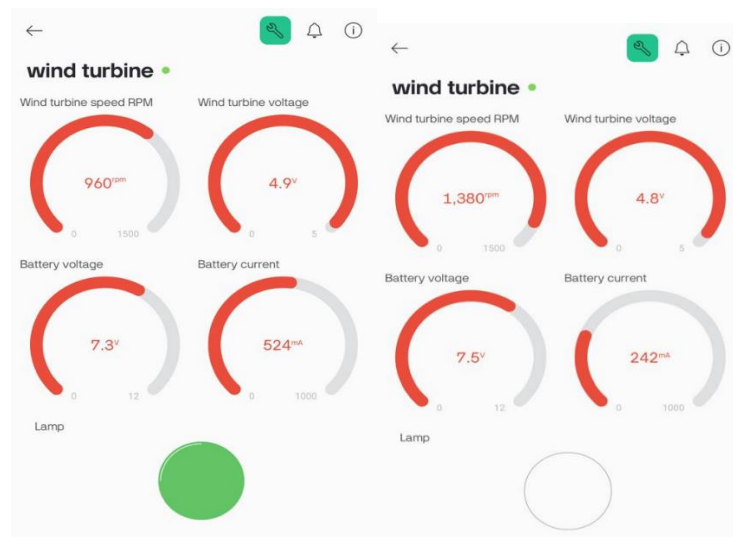 wind turbine
Wind turbine speed RPM
Wind turbine voltage
960rpm
4.9V
0
1500
0
5
Battery voltage
Battery current
7.3V
524mA
0
12
0
1000
Lamp
wind turbine
Wind turbine speed RPM
Wind turbine voltage
1,380rpm
4.8V
0
1500
0
5
Battery voltage
Battery current
7.5V
242mA
0
12
0
1000
Lamp